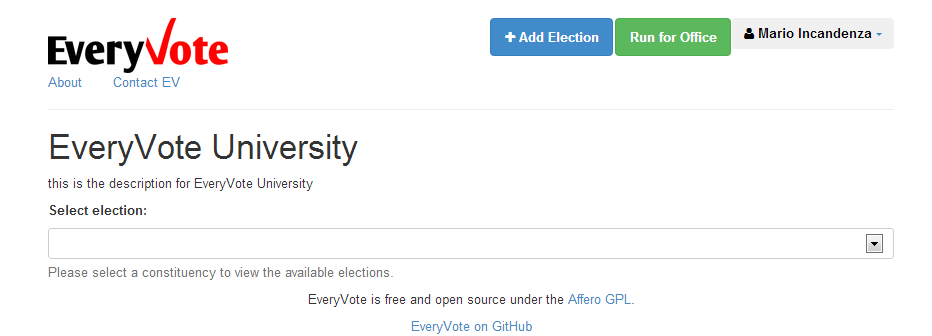 EveryVote
Add Election
Run for Office
Mario Incandenza
About
Contact EV
EveryVote University
this is the description for EveryVote University
Select election:
Please select a constituency to view the available elections.
EveryVote is free and open source under the Affero GPL.
EveryVote on GitHub